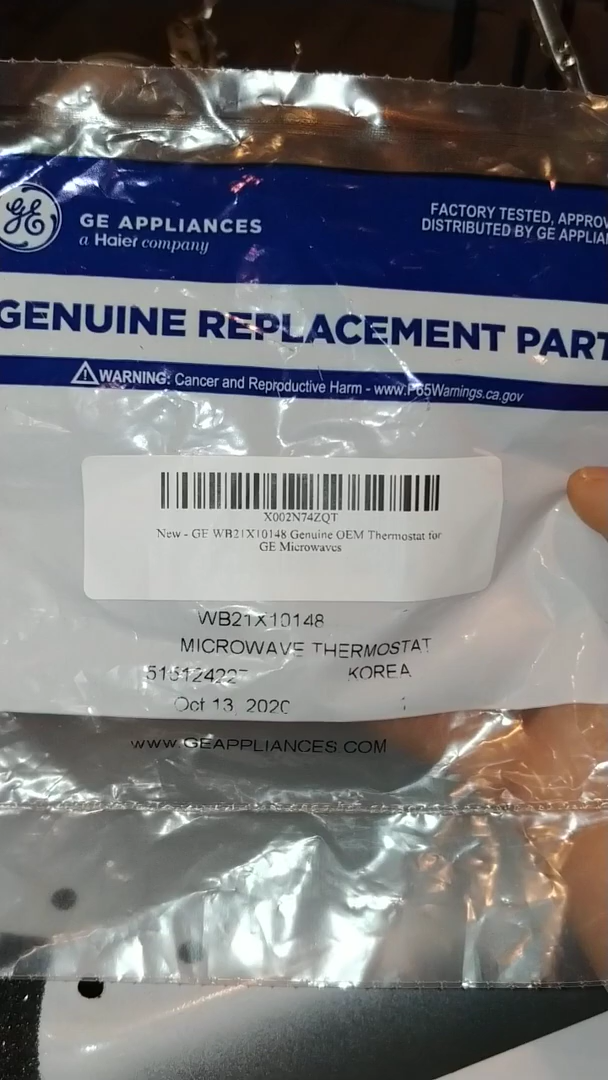 GE
GE APPLIANCES
a Haier company
FACTORY TESTED,
DISTRIBUTED BY GE
GENUINE REPLACEMENT PART
WARNING: Cancer and Reproductive Harm - www.P65Warnings.ca.gov
X002N74ZQT
New - GE WB21X10148 Genuine OEM Thermostat for
GE Microwaves
WB21X10148
MICROWAVE THERMOSTAT
KOREA
Oct 13, 2020
www.GEAPPLIANCES.COM